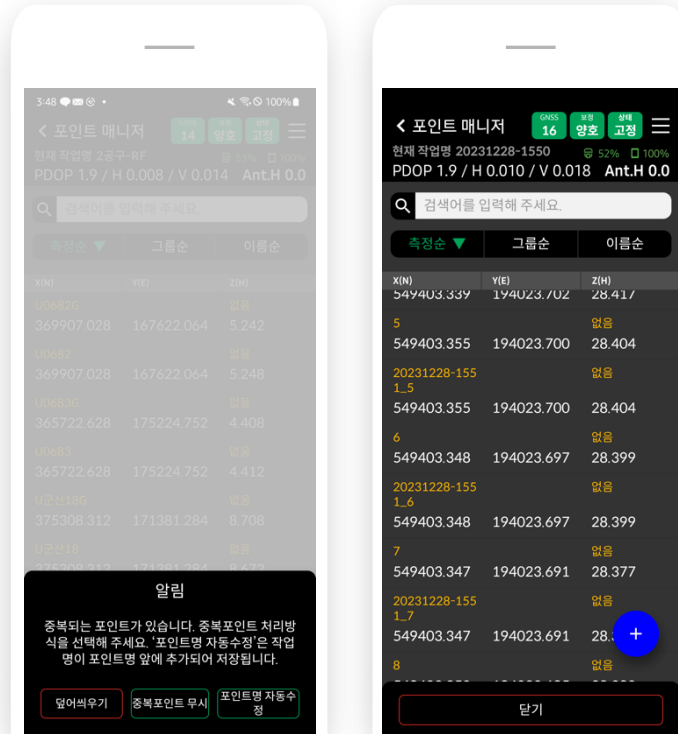 3:48
100%
포인트 매니저
GNSS 14
보정 양호
상태 고정
현재 작업명 2공구-RF
53%
100%
PDOP 1.9 / H 0.008 / V 0.014 Ant.H 0.0
검색어를 입력해 주세요.
측정순 ▼ 그룹순 이름순
X(N) Y(E) Z(H)
U0682G 없음
369907.028 167622.064 5.242
U0682 없음
369907.028 167622.064 5.248
U0683G 없음
365722.628 175224.752 4.408
U0683 없음
365722.628 175224.752 4.412
U군산18G 없음
375308.312 171381.284 8.708
U군산18 없음
375308.312 171381.284 8.672
알림
중복되는 포인트가 있습니다. 중복포인트 처리방
식을 선택해 주세요. '포인트명 자동수정'은 작업
명이 포인트명 앞에 추가되어 저장됩니다.
덮어씌우기
중복포인트 무시
포인트명 자동수
정
포인트 매니저
GNSS 16
보정 양호
상태 고정
현재 작업명 20231228-1550
52%
100%
PDOP 1.9 / H 0.010 / V 0.018 Ant.H 0.0
검색어를 입력해 주세요.
측정순 ▼ 그룹순 이름순
X(N) Y(E) Z(H)
549403.339 194023.702 28.417
5 없음
549403.355 194023.700 28.404
20231228-155 없음
1_5
549403.355 194023.700 28.404
6 없음
549403.348 194023.697 28.399
20231228-155 없음
1_6
549403.348 194023.697 28.399
7 없음
549403.347 194023.691 28.377
20231228-155 없음
1_7
549403.347 194023.691 28.
+
8 없음
닫기